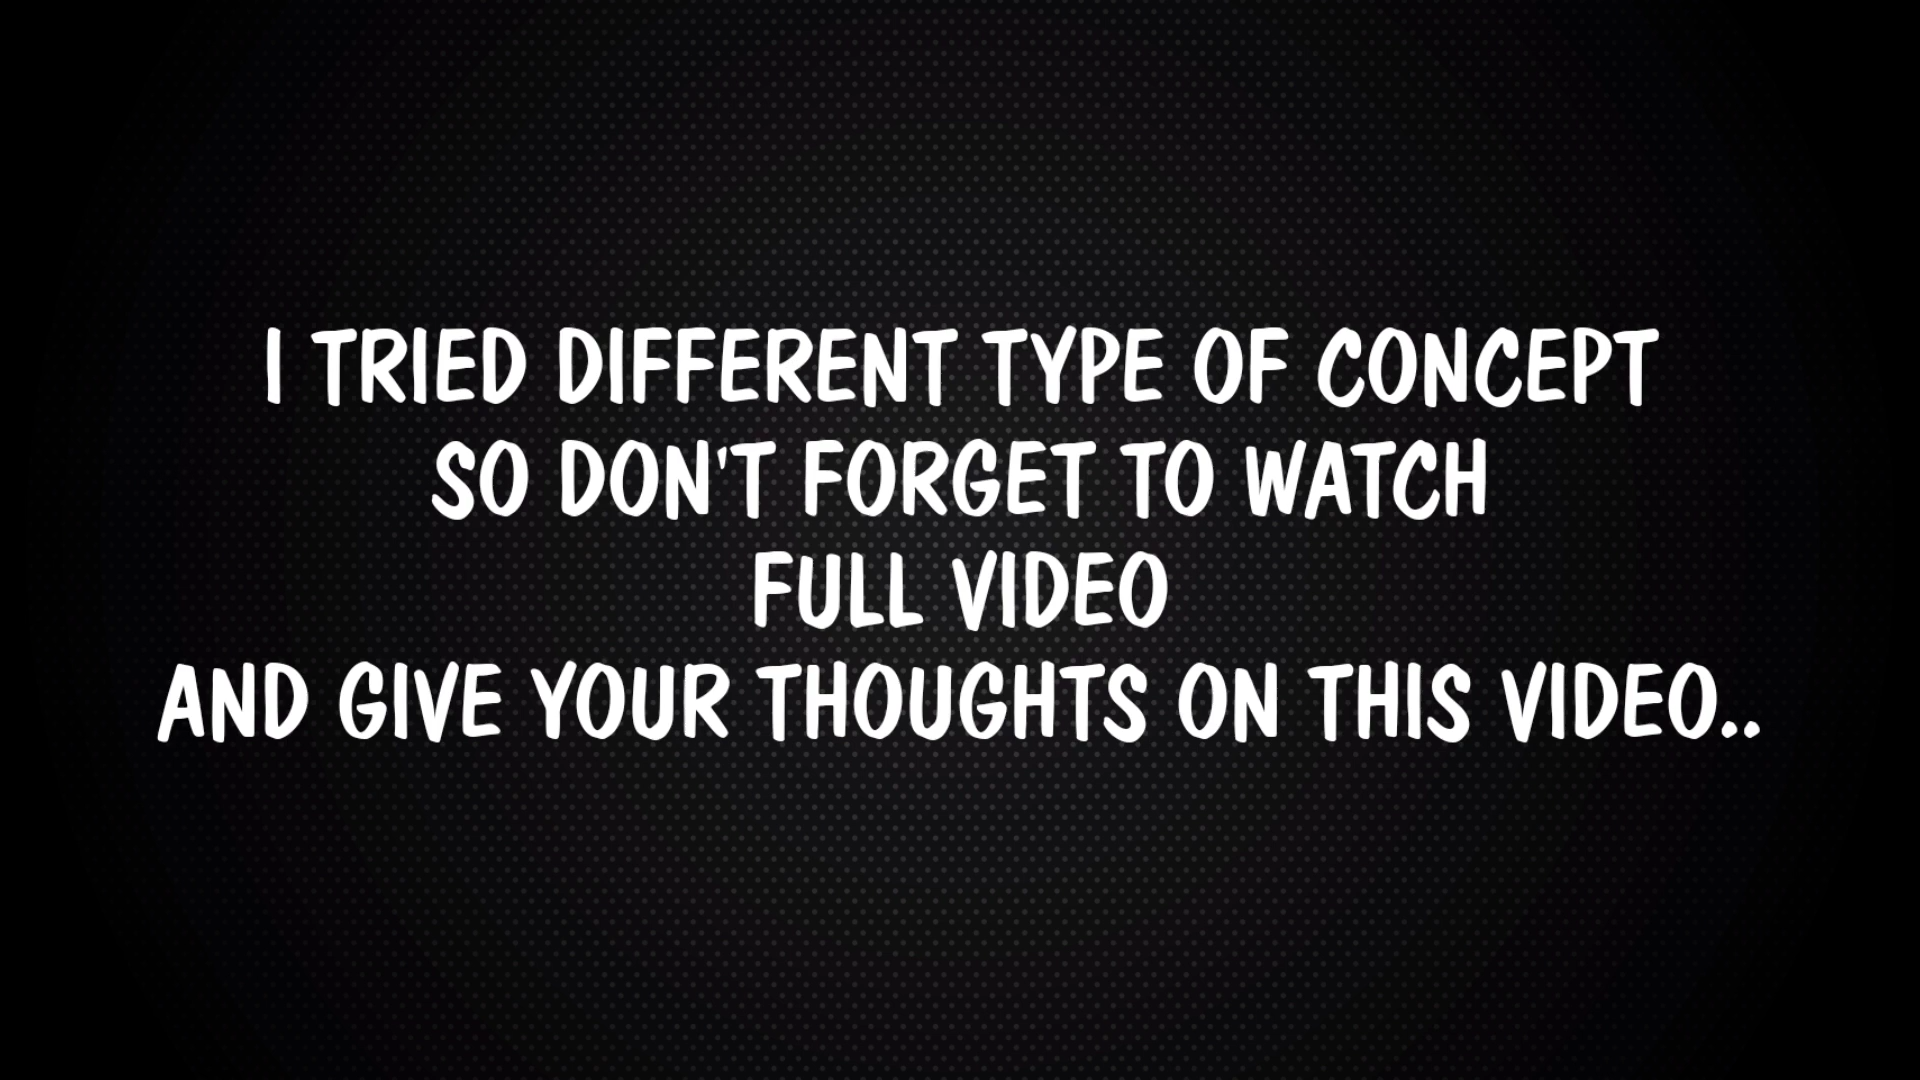 I TRIED DIFFERENT TYPE OF CONCEPT
SO DON'T FORGET TO WATCH
FULL VIDEO
AND GIVE YOUR THOUGHTS ON THIS VIDEO..